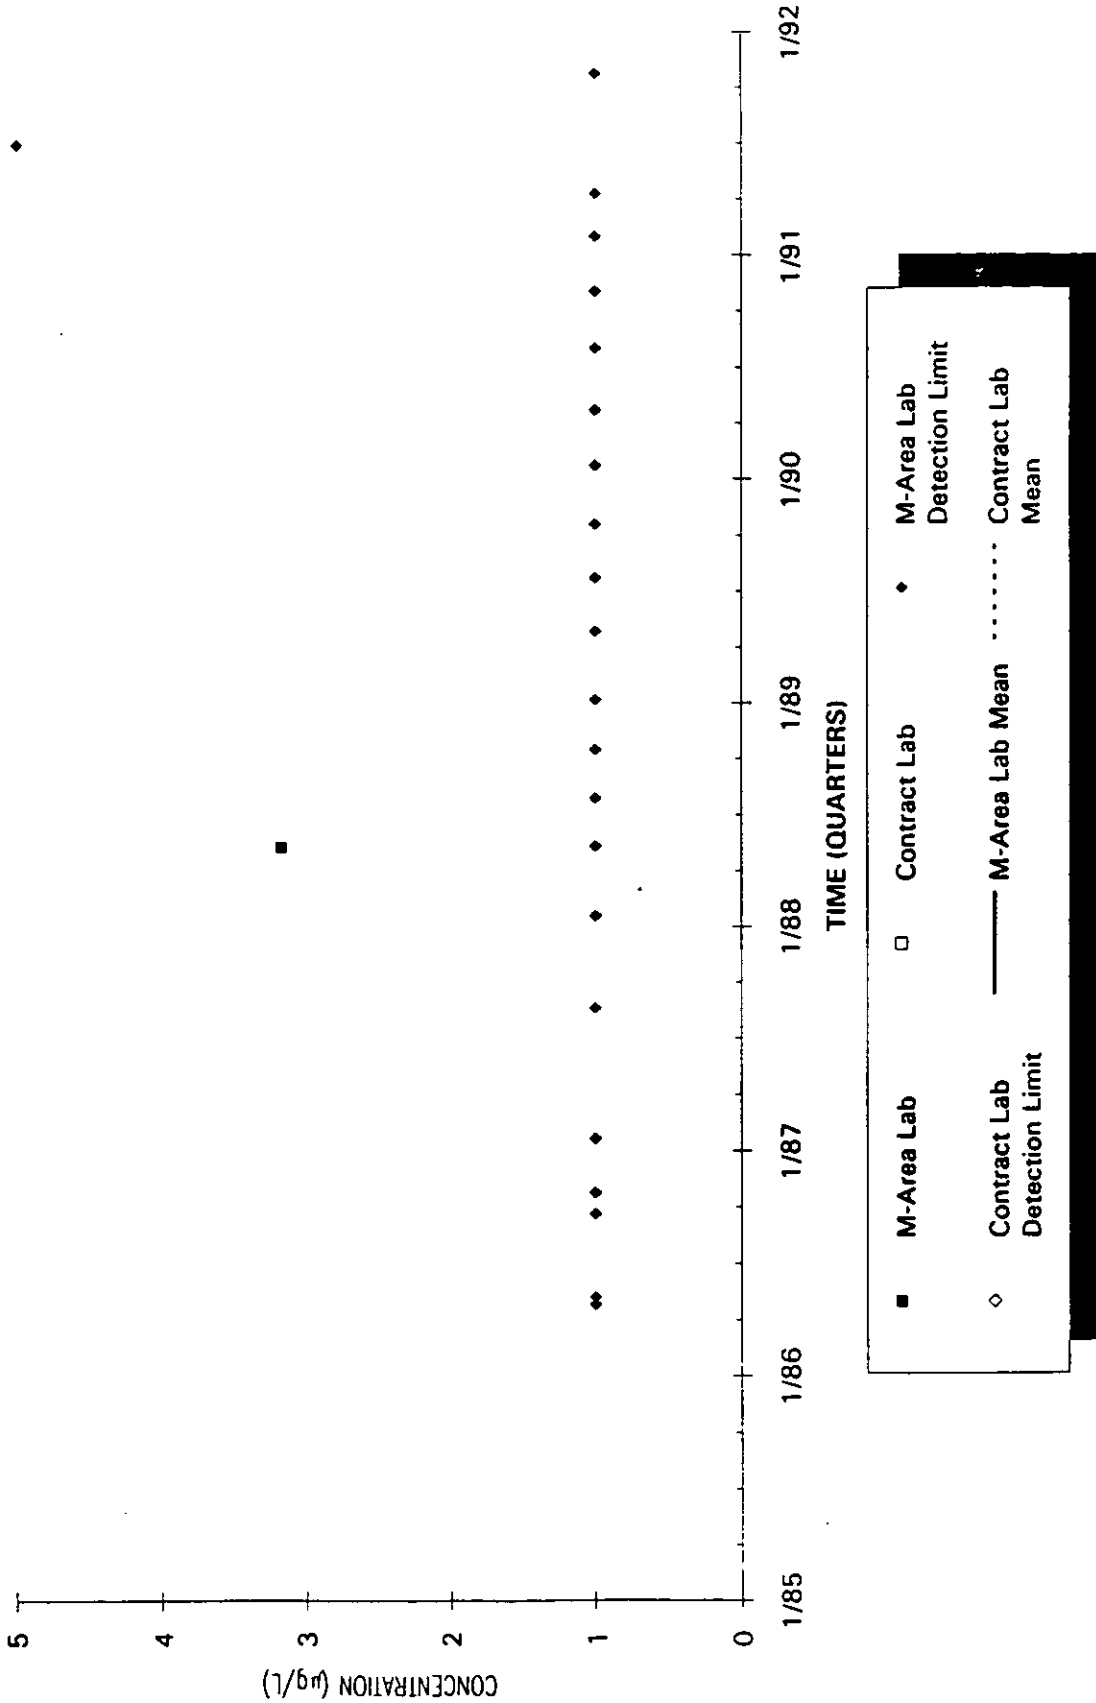 CONCENTRATION (µg/L)
5
4
3
2
1
0
1/85
1/86
1/87
1/88
1/89
1/90
1/91
1/92
TIME (QUARTERS)
M-Area Lab
Contract Lab
M-Area Lab
Detection Limit
Contract Lab
Detection Limit
M-Area Lab Mean
Contract Lab
Mean